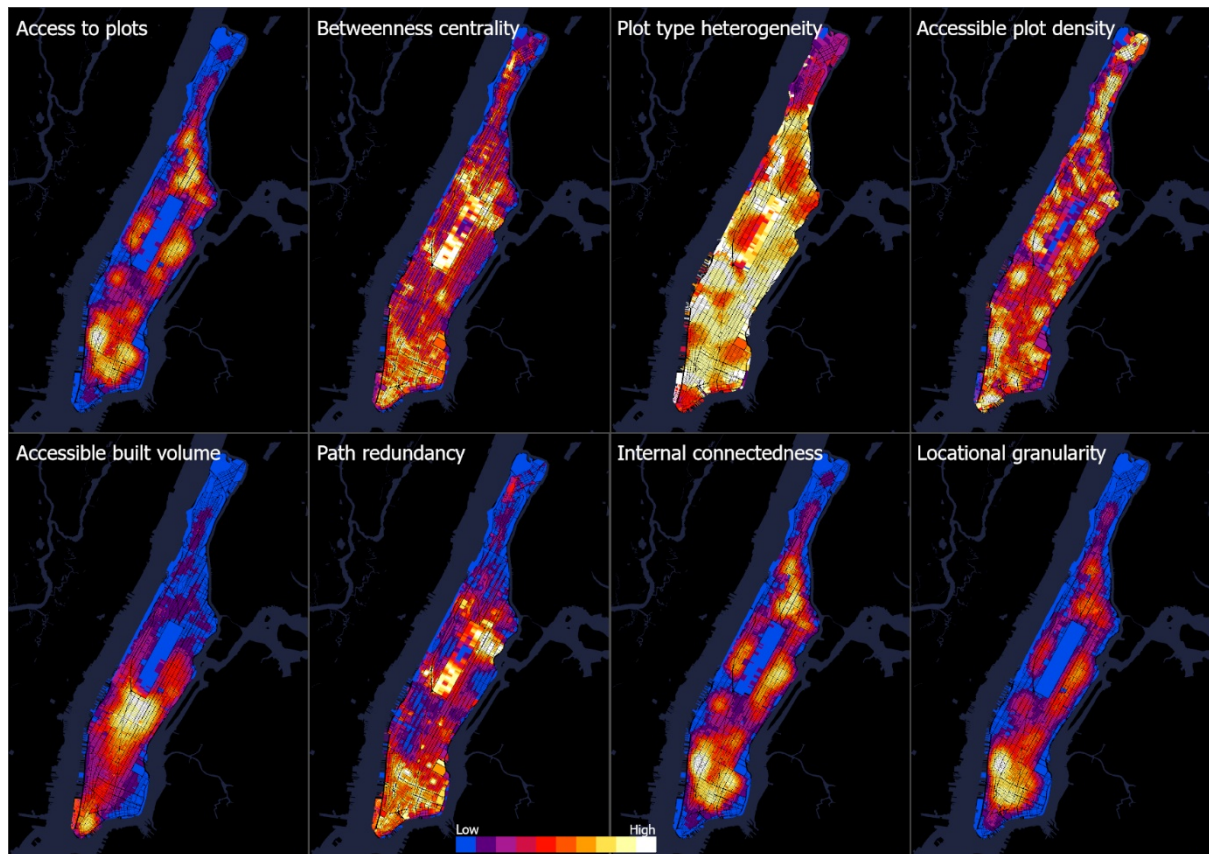 Access to plots
Betweenness centrality
Plot type heterogeneity
Accessible plot density
Accessible built volume
Path redundancy
Internal connectedness
Locational granularity
Low
High